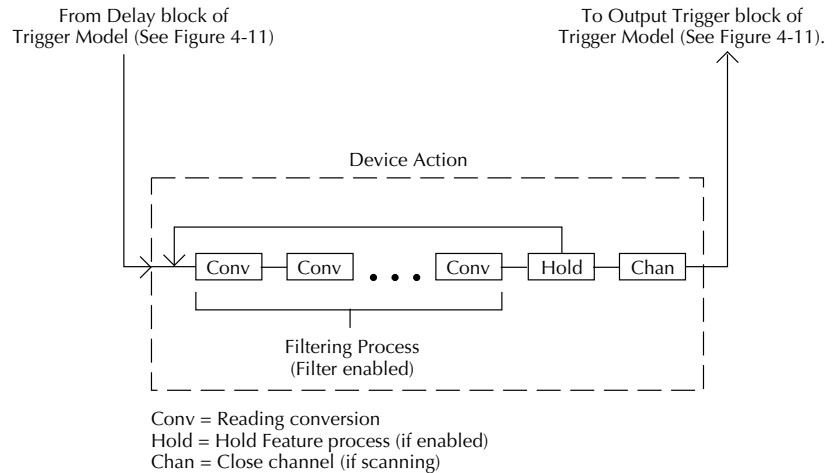 From Delay block of
Trigger Model (See Figure 4-11)
To Output Trigger block of
Trigger Model (See Figure 4-11).
Device Action
Conv
Conv
• • •
Conv
Hold
Chan
Filtering Process
(Filter enabled)
Conv = Reading conversion
Hold = Hold Feature process (if enabled)
Chan = Close channel (if scanning)